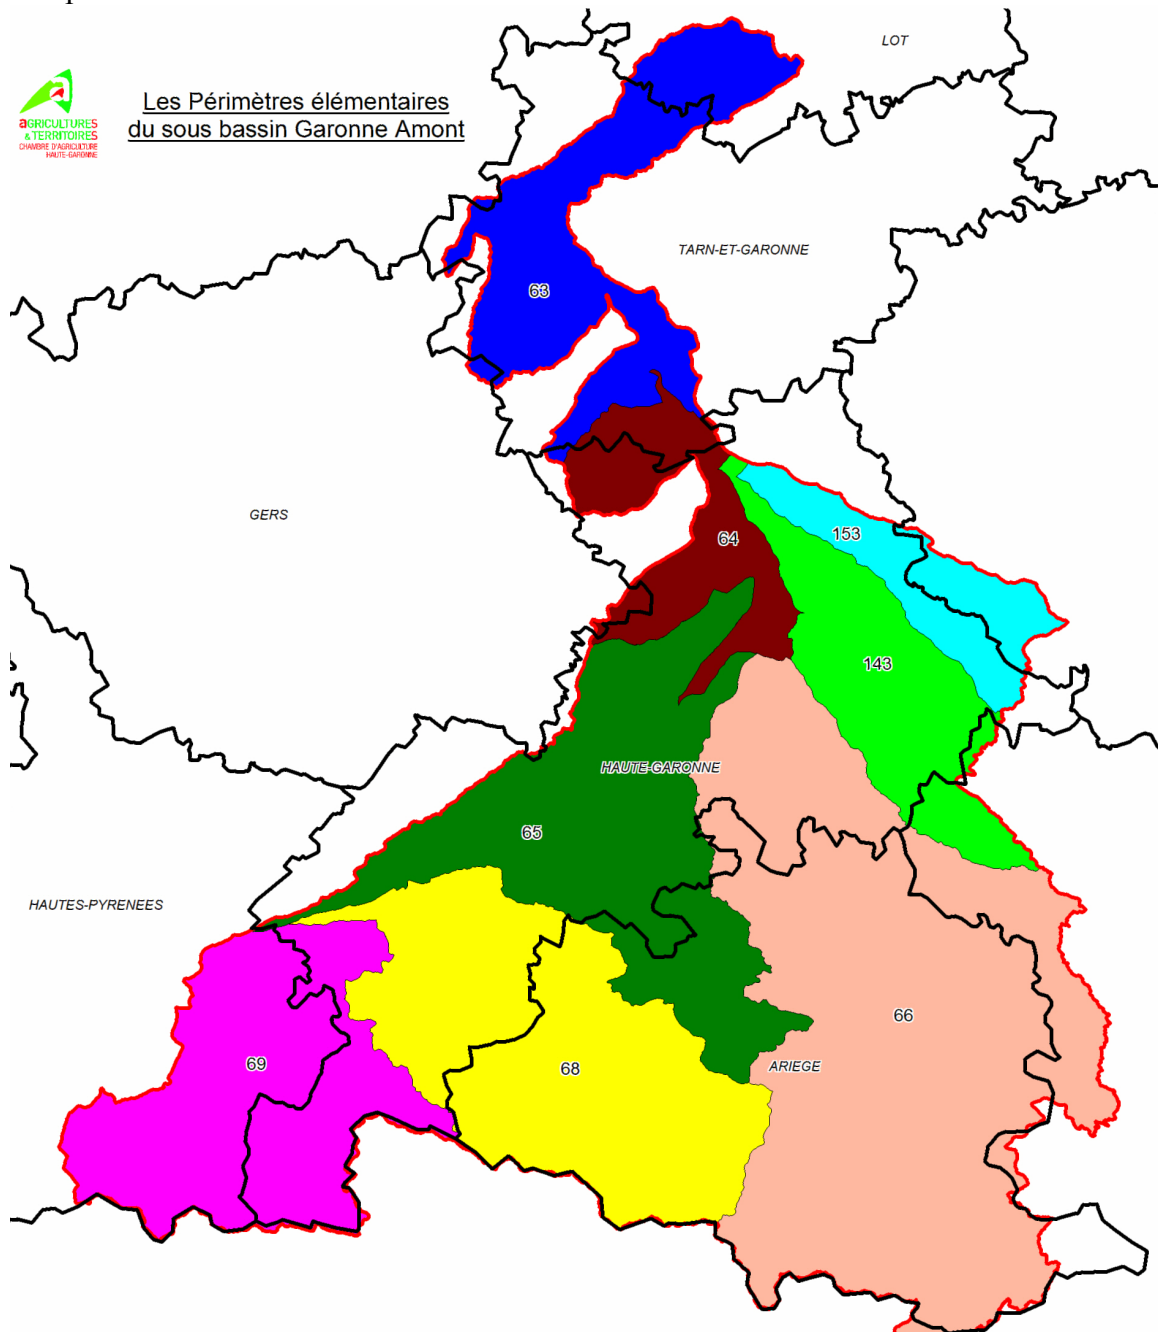 LOT
Les Périmètres élémentaires
du sous bassin Garonne Amont
aGRICULTURES
& TERRITOIRES
CHAMBRE D'AGRICULTURE
HAUTE-GARONNE
TARN-ET-GARONNE
63
GERS
153
64
143
HAUTE-GARONNE
65
HAUTES-PYRENEES
66
69
68
ARIEGE